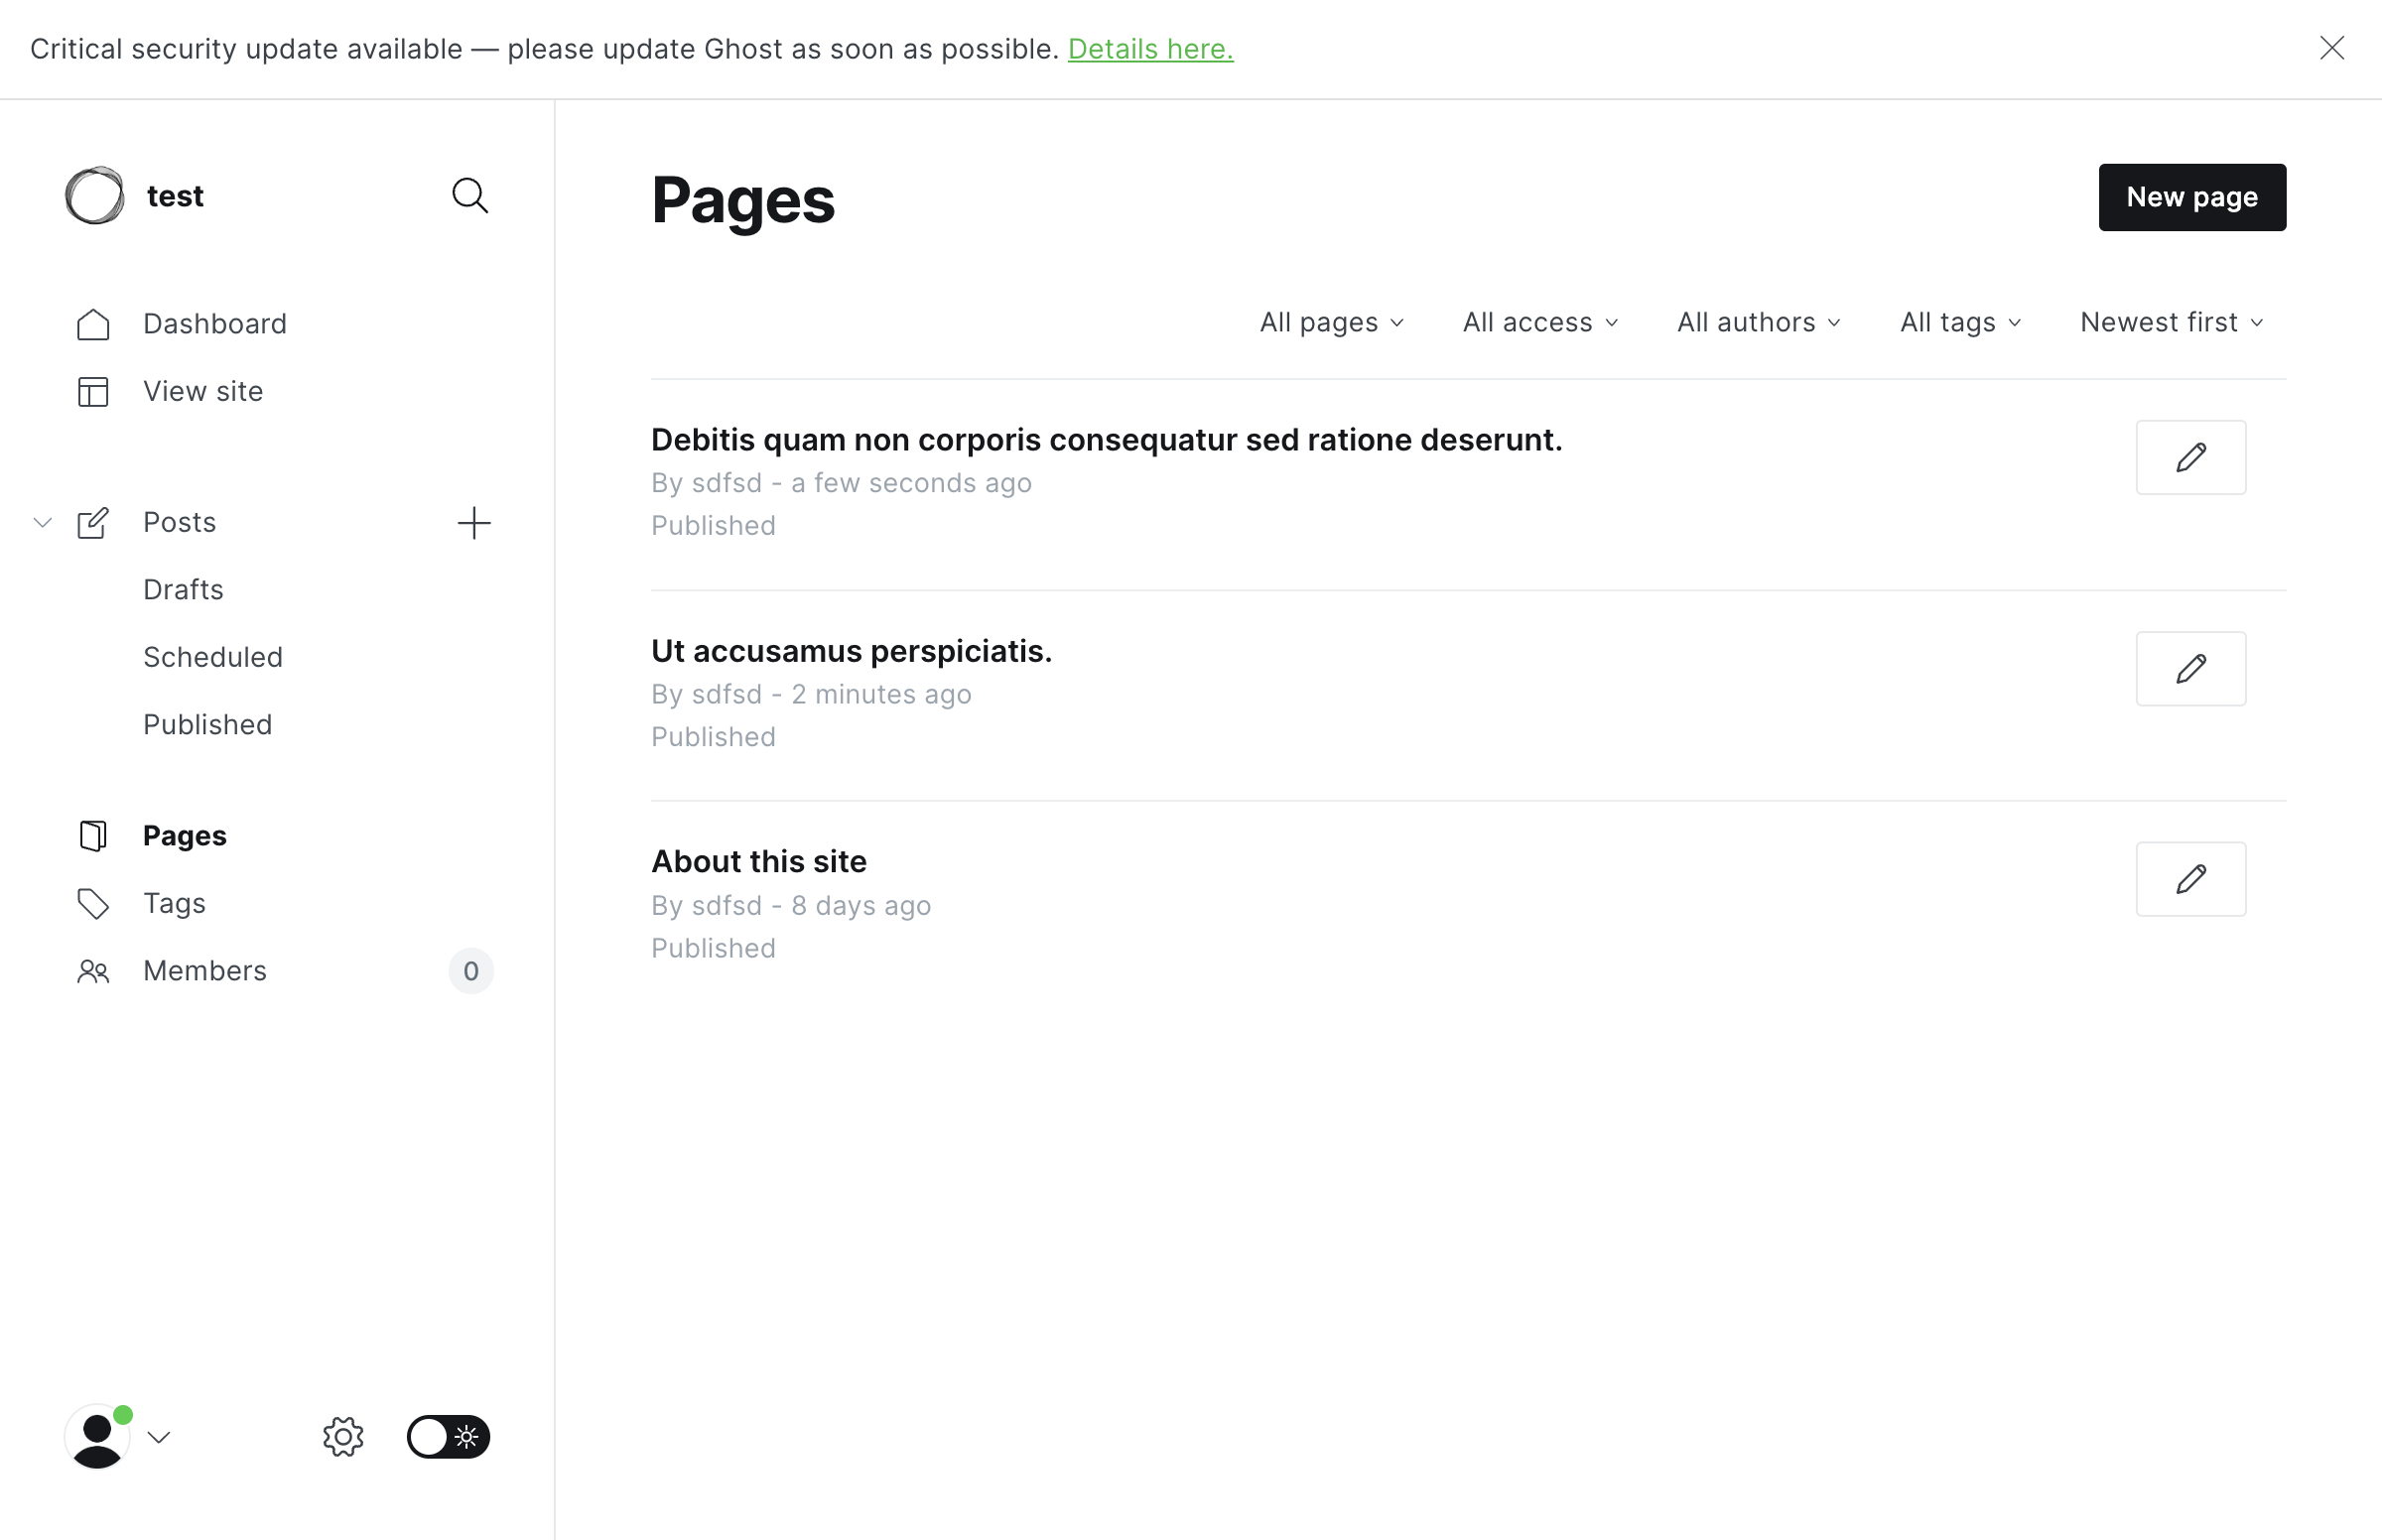 Critical security update available — please update Ghost as soon as possible. Details here.
test
Dashboard
View site
Posts
Drafts
Scheduled
Published
Pages
Tags
Members 0
Pages
New page
All pages All access All authors All tags Newest first
Debitis quam non corporis consequatur sed ratione deserunt.
By sdfsd - a few seconds ago
Published
Ut accusamus perspiciatis.
By sdfsd - 2 minutes ago
Published
About this site
By sdfsd - 8 days ago
Published